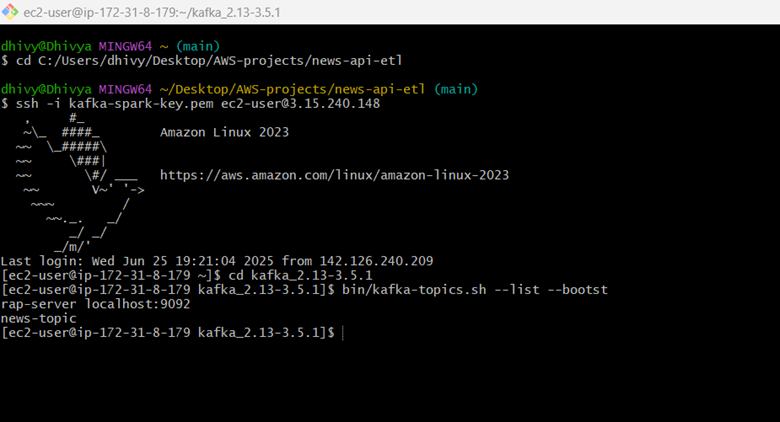 ec2-user@ip-172-31-8-179:~/kafka_2.13-3.5.1
dhivy@Dhivya MINGW64 ~ (main)
$ cd C:/Users/dhivy/Desktop/AWS-projects/news-api-etl
dhivy@Dhivya MINGW64 ~/Desktop/AWS-projects/news-api-etl (main)
$ ssh -i kafka-spark-key.pem ec2-user@3.15.240.148
   ,     #_
   ~\_  ####_        Amazon Linux 2023
  ~~  \_#####\
  ~~     \###|
  ~~       \#/ ___   https://aws.amazon.com/linux/amazon-linux-2023
   ~~       V~' '->
    ~~~         /
      ~~._.   _/
         _/ _/
       _/m/'
Last login: Wed Jun 25 19:21:04 2025 from 142.126.240.209
[ec2-user@ip-172-31-8-179 ~]$ cd kafka_2.13-3.5.1
[ec2-user@ip-172-31-8-179 kafka_2.13-3.5.1]$ bin/kafka-topics.sh --list --bootst
rap-server localhost:9092
news-topic
[ec2-user@ip-172-31-8-179 kafka_2.13-3.5.1]$